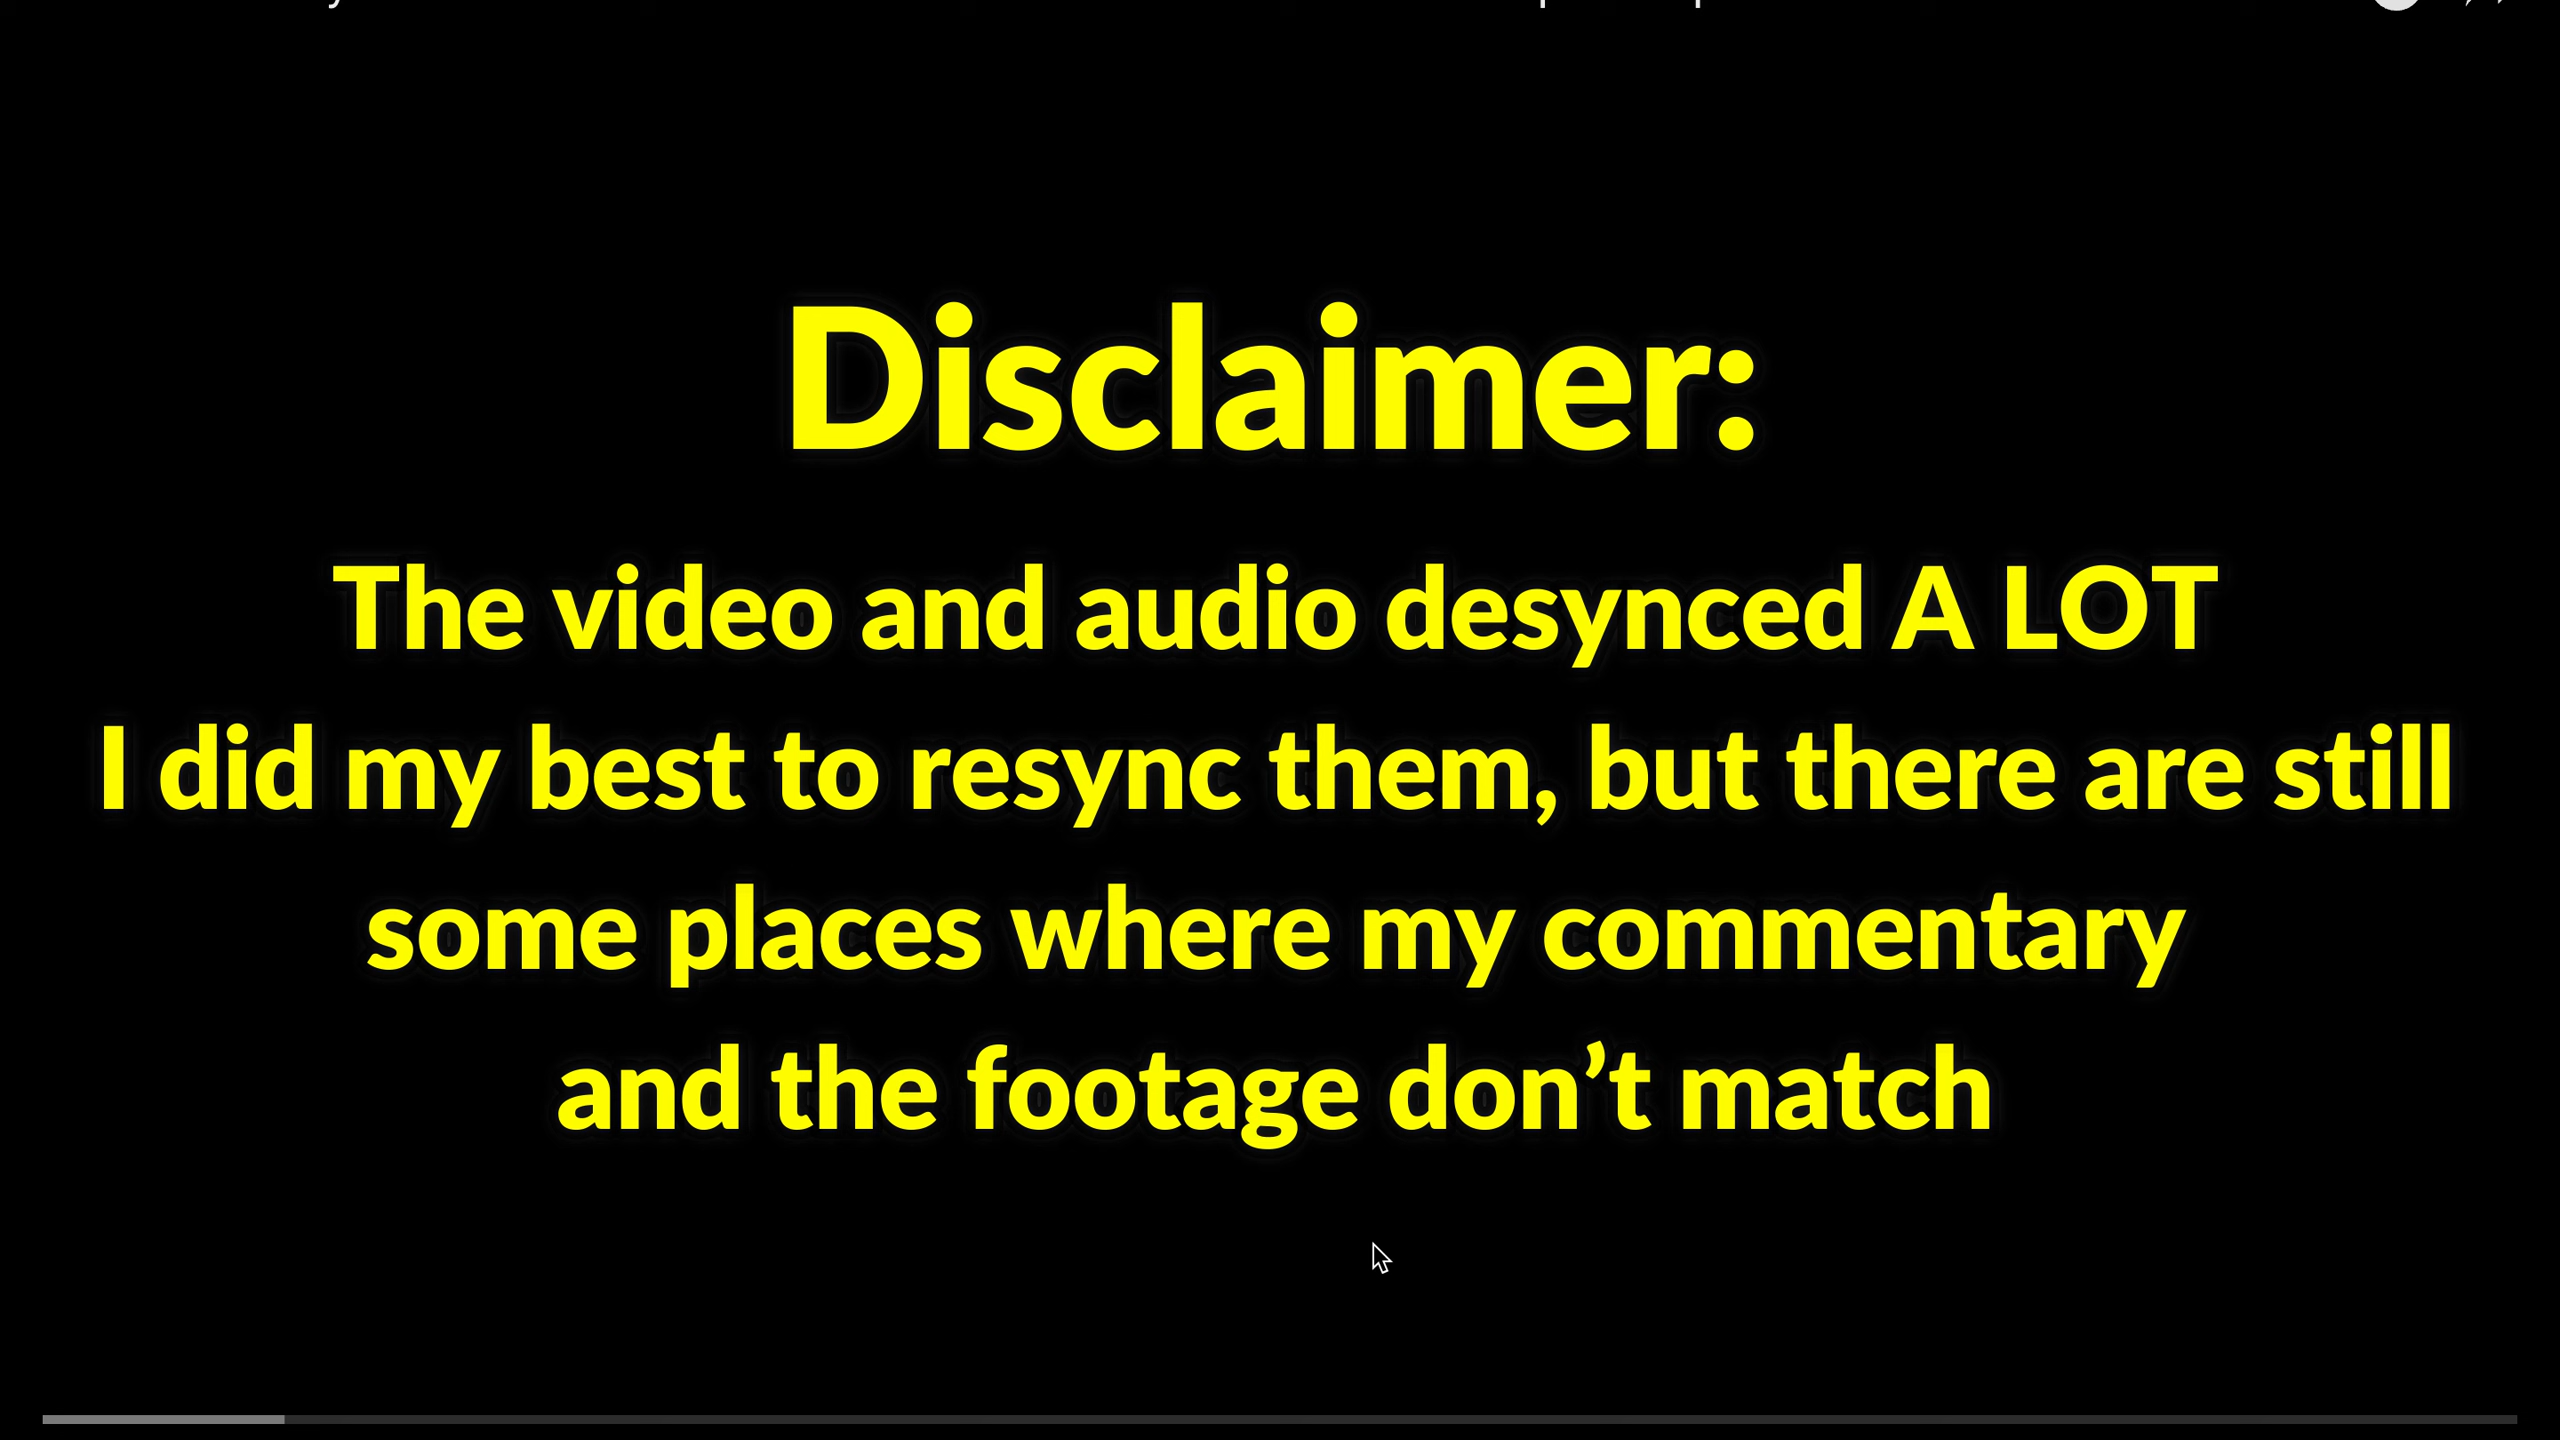 Disclaimer:
The video and audio desynced A LOT
I did my best to resync them, but there are still
some places where my commentary
and the footage don’t match